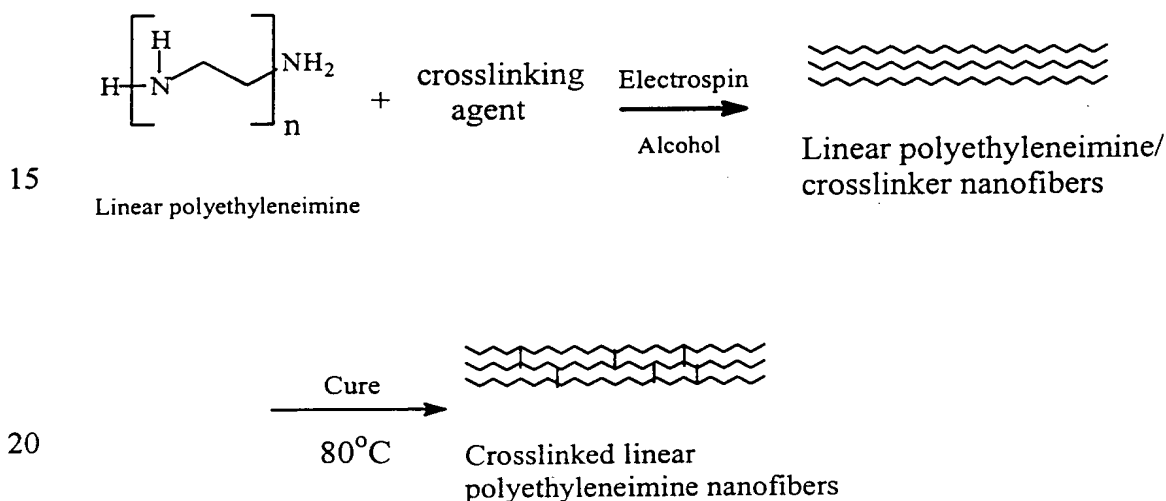 H
H
N
NH₂
n
+
crosslinking
agent
Electrospin
Alcohol
Linear polyethyleneimine/
crosslinker nanofibers
15
Linear polyethyleneimine
Cure
80°C
20
Crosslinked linear
polyethyleneimine nanofibers